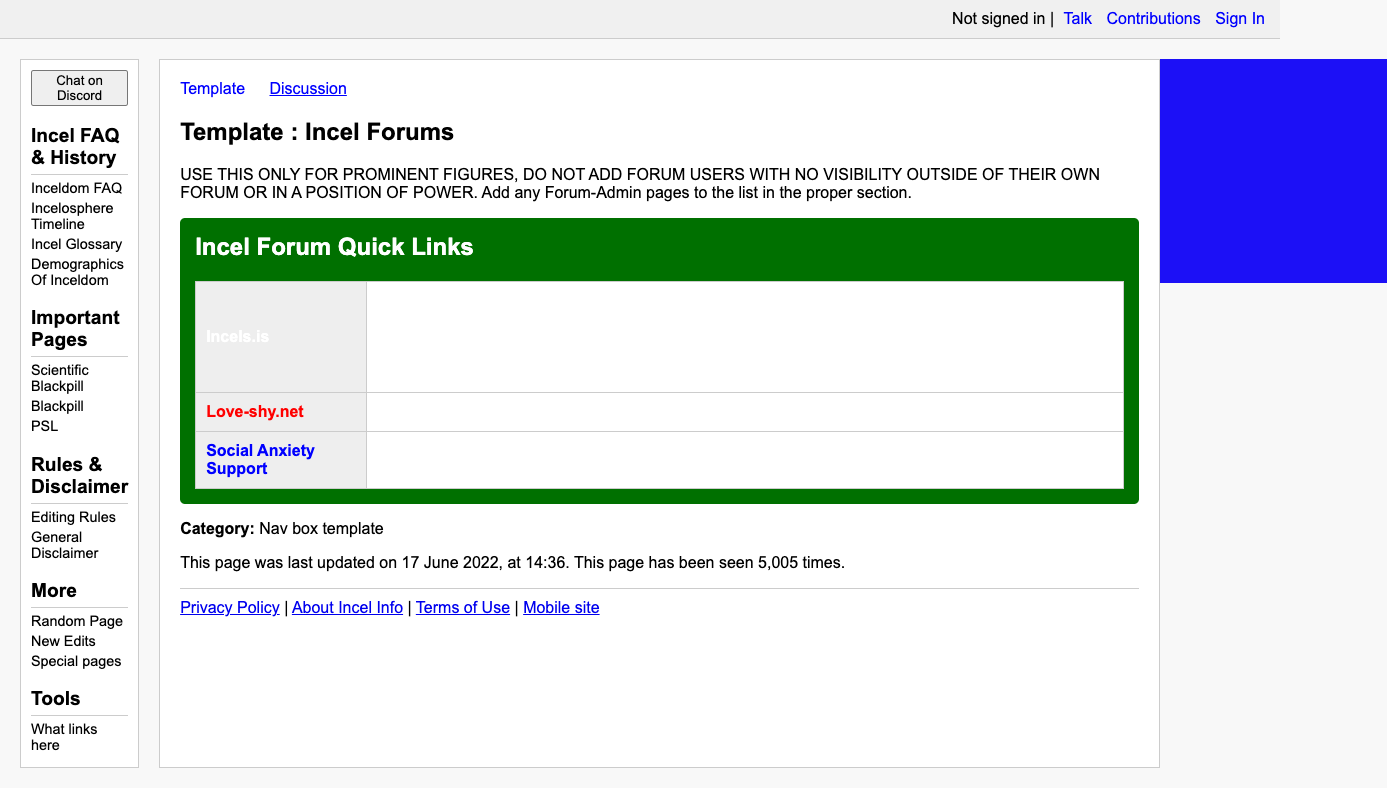 Not signed in | Talk Contributions Sign In
Chat on
Discord
Incel FAQ
& History
Inceldom FAQ
Incelosphere
Timeline
Incel Glossary
Demographics
Of Inceldom
Important
Pages
Scientific
Blackpill
Blackpill
PSL
Rules &
Disclaimer
Editing Rules
General
Disclaimer
More
Random Page
New Edits
Special pages
Tools
What links
here
Template Discussion
Template : Incel Forums
USE THIS ONLY FOR PROMINENT FIGURES, DO NOT ADD FORUM USERS WITH NO VISIBILITY OUTSIDE OF THEIR OWN
FORUM OR IN A POSITION OF POWER. Add any Forum-Admin pages to the list in the proper section.
Incel Forum Quick Links
Incels.is
Love-shy.net
Social Anxiety
Support
Category: Nav box template
This page was last updated on 17 June 2022, at 14:36. This page has been seen 5,005 times.
Privacy Policy | About Incel Info | Terms of Use | Mobile site